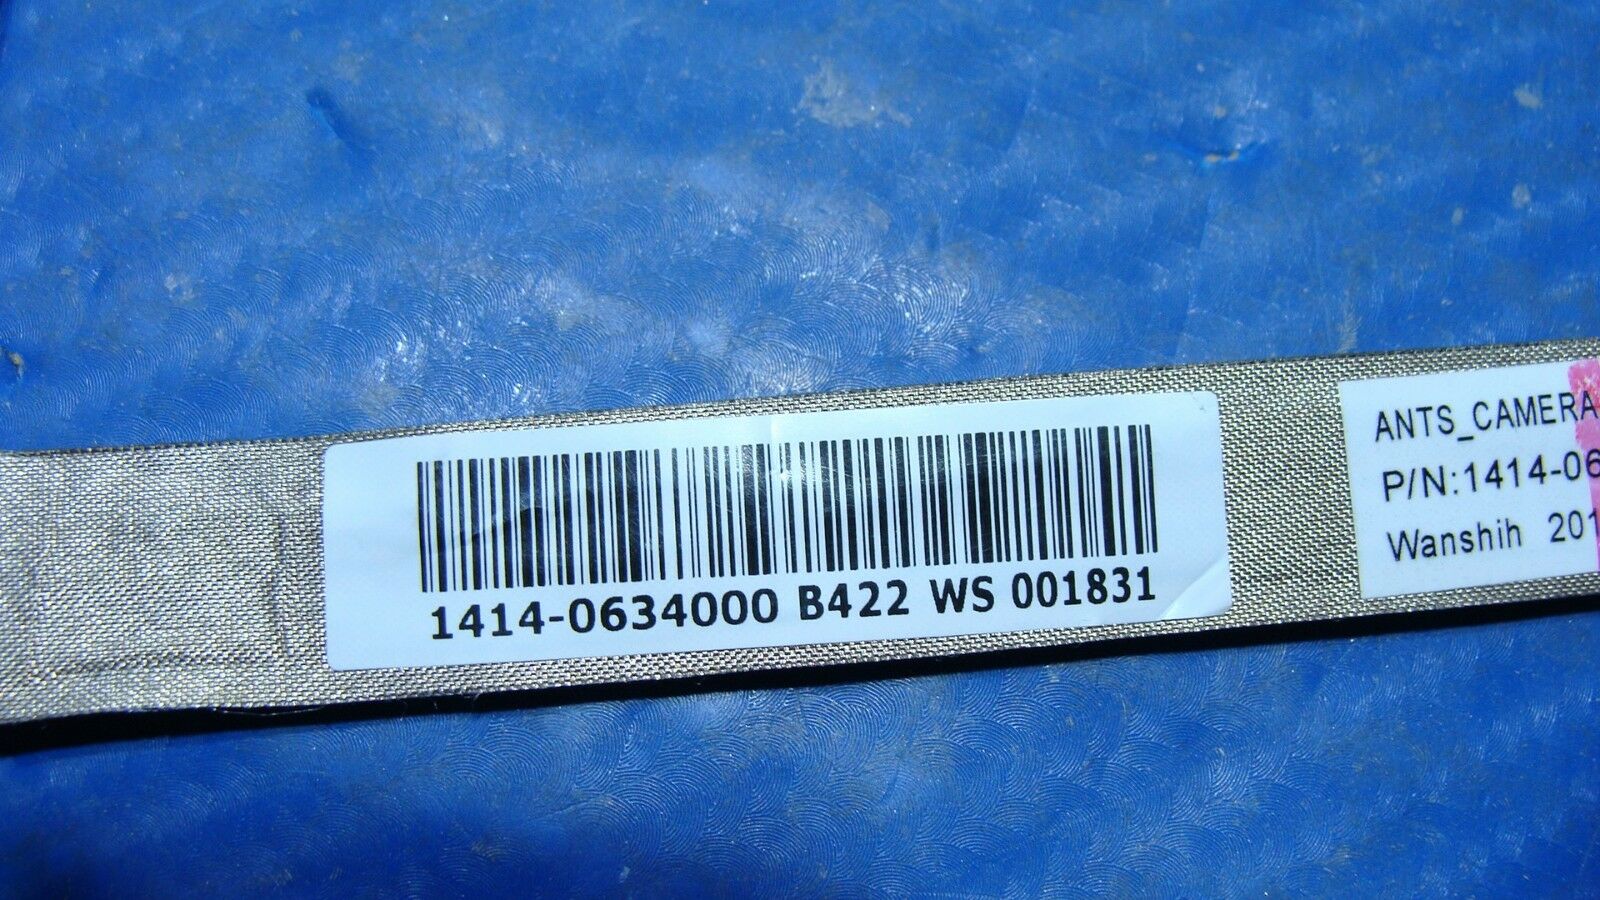 1414-0634000 B422 WS 001831
ANTS_CAMERA
P/N:1414-06
Wanshih 201